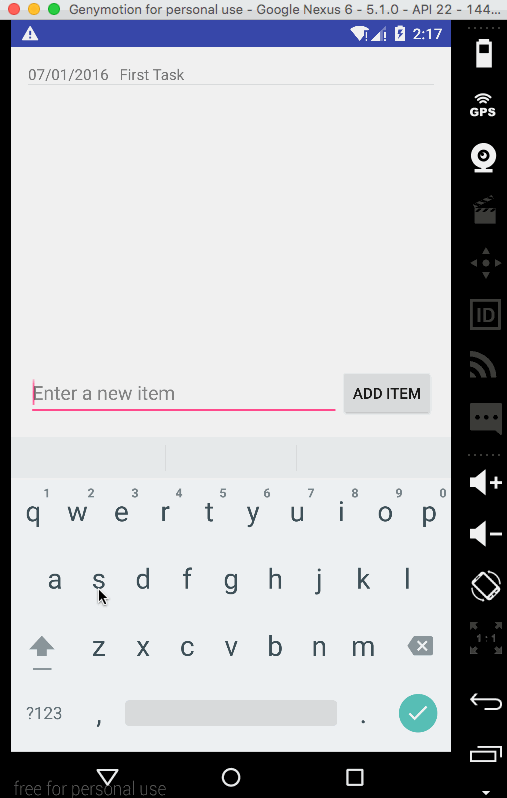 Genymotion for personal use - Google Nexus 6 - 5.1.0 - API 22 - 144...
2:17
07/01/2016 First Task
GPS
ID
Enter a new item
ADD ITEM
1 2 3 4 5 6 7 8 9 0
q w e r t y u i o p
a s d f g h j k l
1:1
z x c v b n m
?123 , .
free for personal use